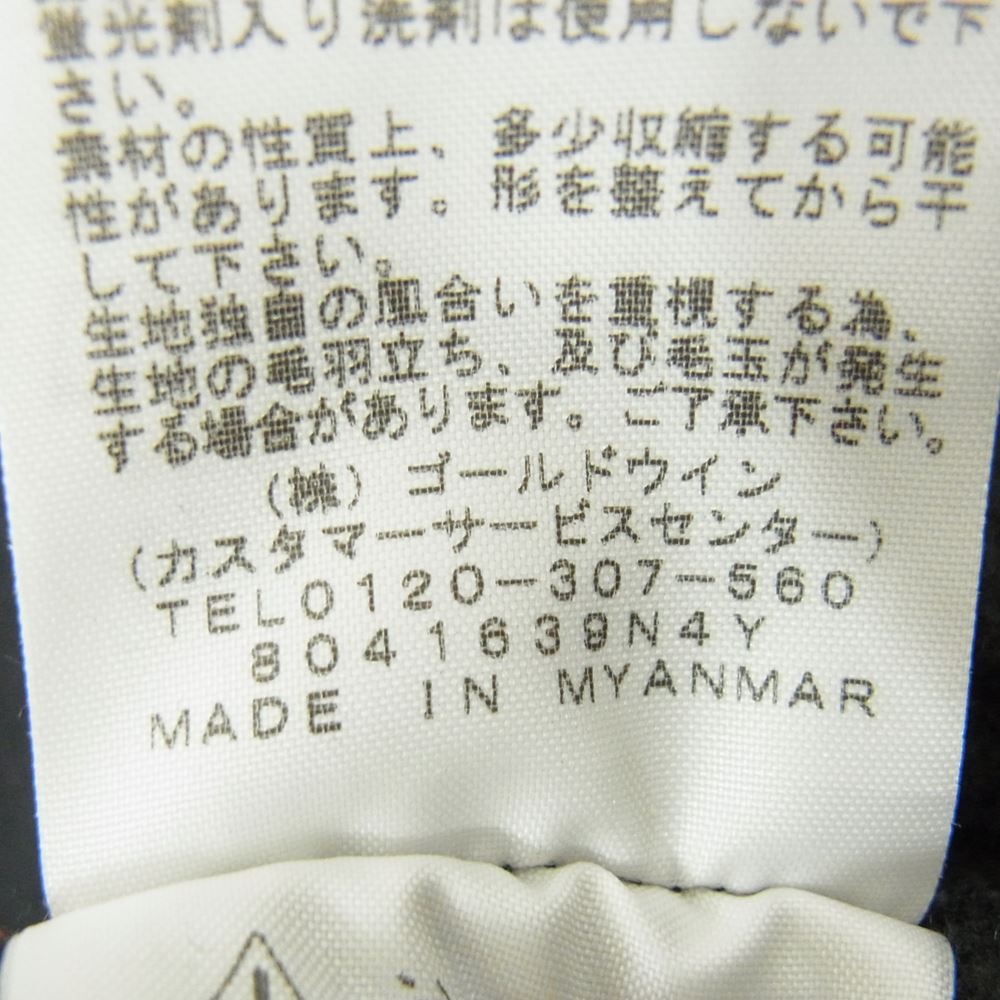 蛍光剤入り洗剤は使用しないで下
さい。
素材の性質上、多少収縮する可能
性があります。形を整えてから干
して下さい。
生地独自の風合いを重視する為、
生地の毛羽立ち、及び毛玉が発生
する場合があります。ご了承下さい。
(株)ゴールドウイン
(カスタマーサービスセンター)
TEL0120-307-560
8041639N4Y
MADE IN MYANMAR